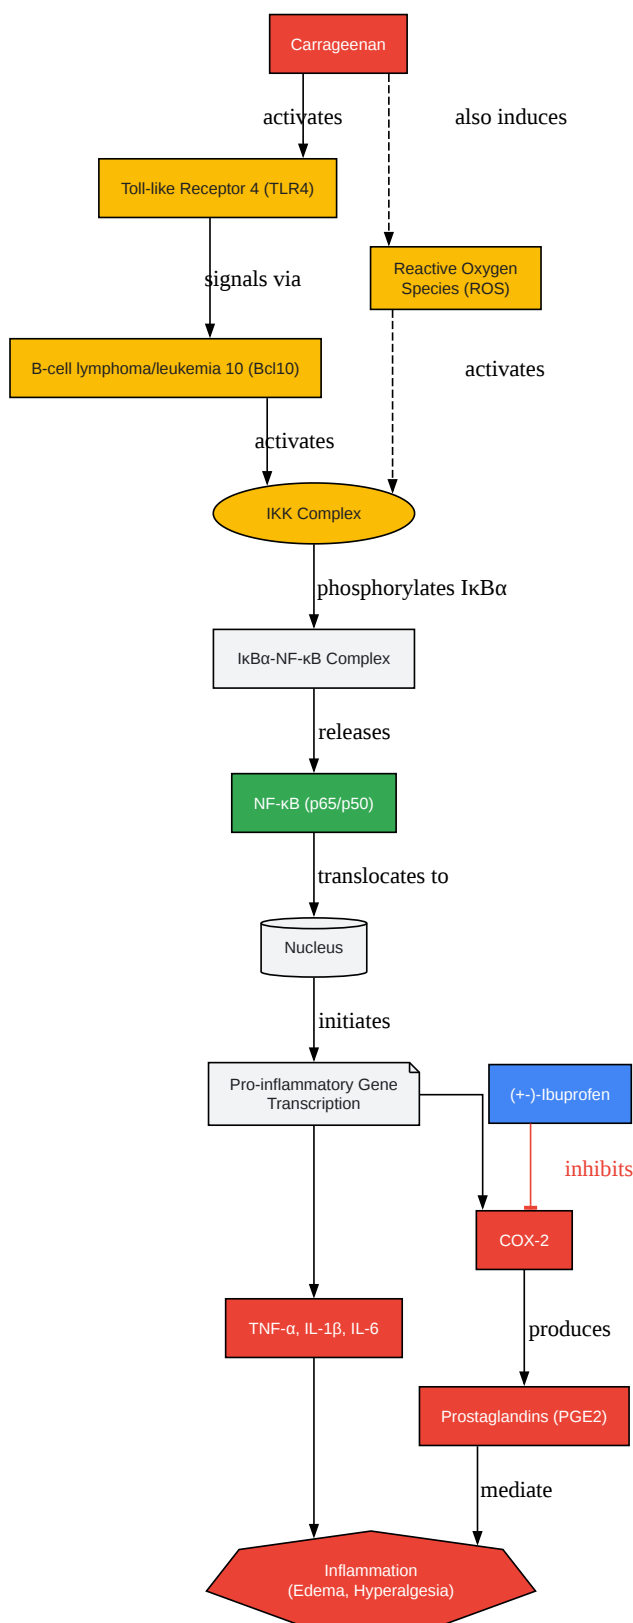 Carrageenan
activates
also induces
Toll-like Receptor 4 (TLR4)
Reactive Oxygen
Species (ROS)
signals via
B-cell lymphoma/leukemia 10 (Bcl10)
activates
activates
IKK Complex
phosphorylates IκBα
IκBα-NF-κB Complex
releases
NF-κB (p65/p50)
translocates to
Nucleus
initiates
Pro-inflammatory Gene
Transcription
(+-)-Ibuprofen
inhibits
COX-2
TNF-α, IL-1β, IL-6
produces
Prostaglandins (PGE2)
mediate
Inflammation
(Edema, Hyperalgesia)